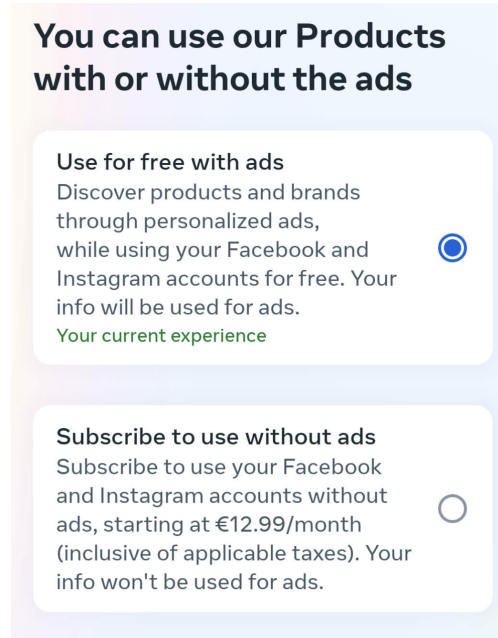 You can use our Products
with or without the ads
Use for free with ads
Discover products and brands
through personalized ads,
while using your Facebook and
Instagram accounts for free. Your
info will be used for ads.
Your current experience
Subscribe to use without ads
Subscribe to use your Facebook
and Instagram accounts without
ads, starting at €12.99/month
(inclusive of applicable taxes). Your
info won't be used for ads.